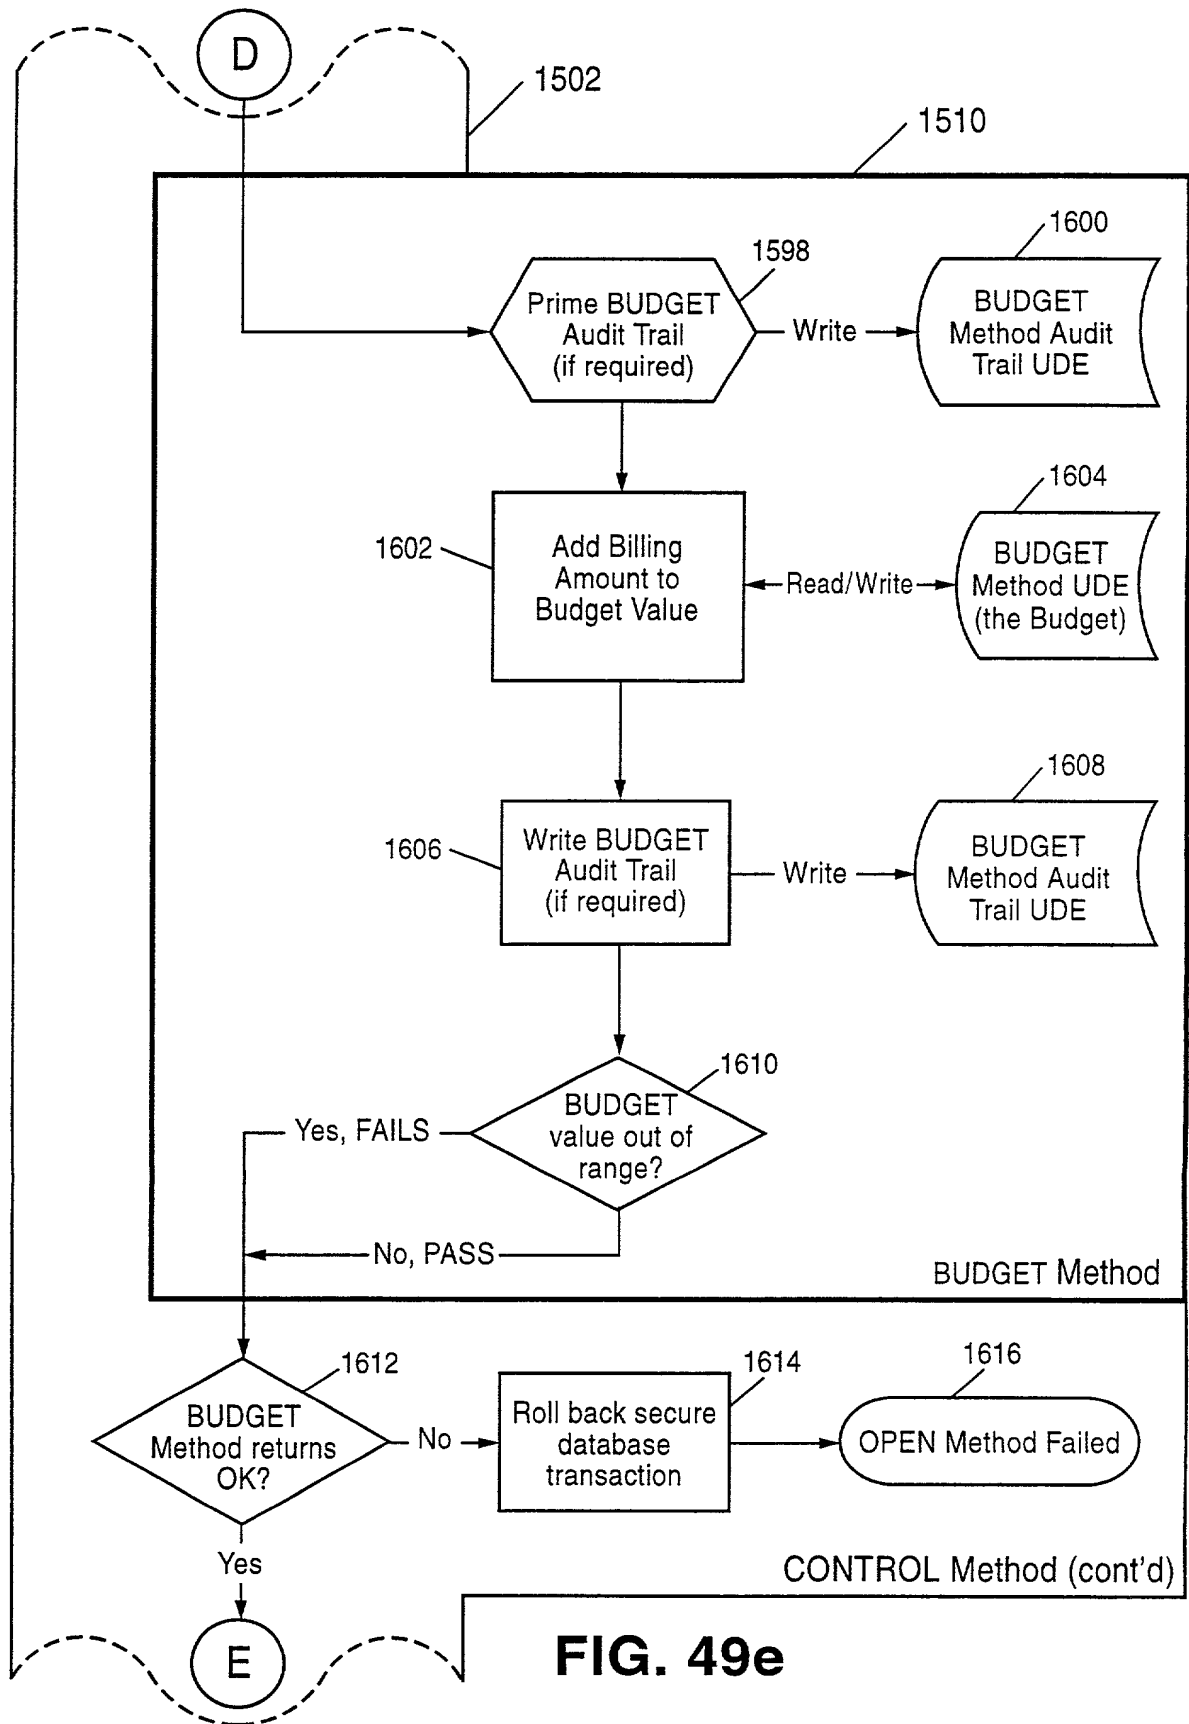 D
1502
1510
1598
Prime BUDGET
Audit Trail
(if required)
Write
1600
BUDGET
Method Audit
Trail UDE
1602
Add Billing
Amount to
Budget Value
Read/Write
1604
BUDGET
Method UDE
(the Budget)
1606
Write BUDGET
Audit Trail
(if required)
Write
1608
BUDGET
Method Audit
Trail UDE
1610
BUDGET
value out of
range?
Yes, FAILS
No, PASS
BUDGET Method
1612
BUDGET
Method returns
OK?
No
1614
Roll back secure
database
transaction
1616
OPEN Method Failed
Yes
CONTROL Method (cont'd)
E
FIG. 49e